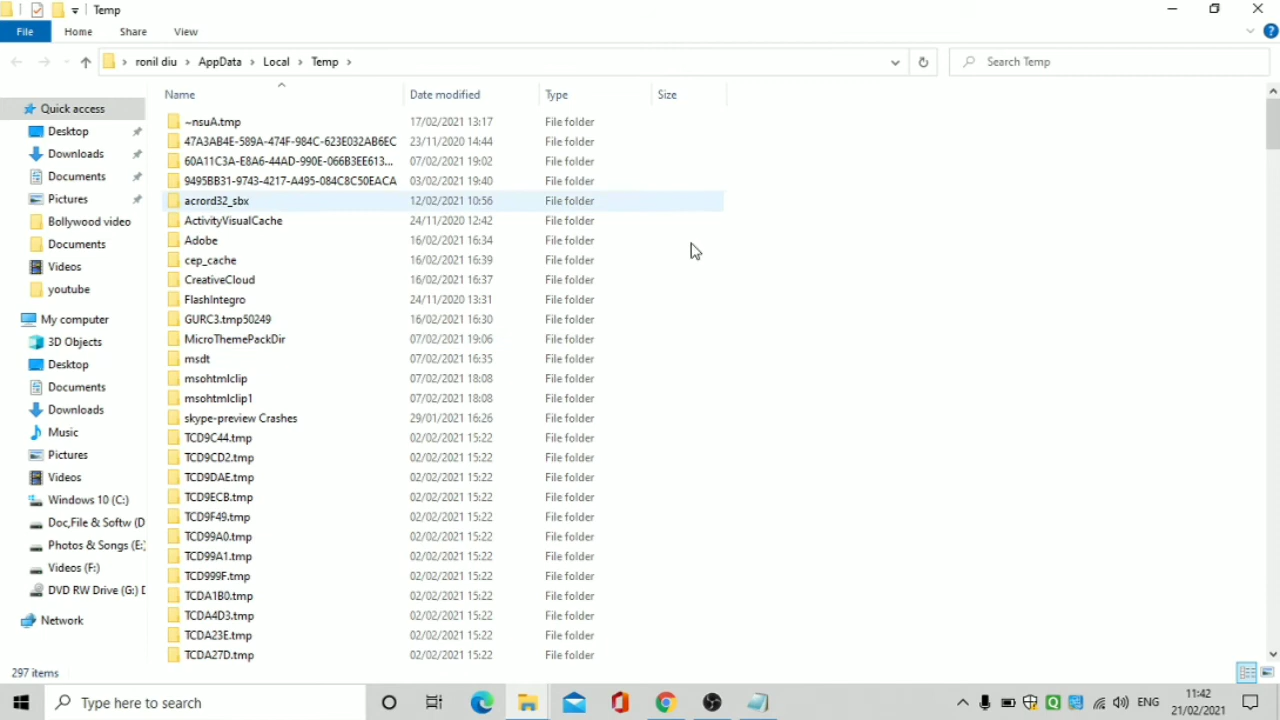 Temp
File Home Share View
ronil diu > AppData > Local > Temp > Search Temp
Name Date modified Type Size
Quick access
Desktop
Downloads
Documents
Pictures
Bollywood video
Documents
Videos
youtube
My computer
3D Objects
Desktop
Documents
Downloads
Music
Pictures
Videos
Windows 10 (C:)
Doc,File & Softw (D
Photos & Songs (E:
Videos (F:)
DVD RW Drive (G:) D
Network
~nsuA.tmp 17/02/2021 13:17 File folder
47A3AB4E-589A-474F-984C-623E032AB6EC 23/11/2020 14:44 File folder
60A11C3A-E8A6-44AD-990E-066B3EE613... 07/02/2021 19:02 File folder
9495BB31-9743-4217-A495-084C8C50EACA 03/02/2021 19:40 File folder
acrord32_sbx 12/02/2021 10:56 File folder
ActivityVisualCache 24/11/2020 12:42 File folder
Adobe 16/02/2021 16:34 File folder
cep_cache 16/02/2021 16:39 File folder
CreativeCloud 16/02/2021 16:37 File folder
FlashIntegro 24/11/2020 13:31 File folder
GURC3.tmp50249 16/02/2021 16:30 File folder
MicroThemePackDir 07/02/2021 19:06 File folder
msdt 07/02/2021 16:35 File folder
msohtmlclip 07/02/2021 18:08 File folder
msohtmlclip1 07/02/2021 18:08 File folder
skype-preview Crashes 29/01/2021 16:26 File folder
TCD9C44.tmp 02/02/2021 15:22 File folder
TCD9CD2.tmp 02/02/2021 15:22 File folder
TCD9DAE.tmp 02/02/2021 15:22 File folder
TCD9ECB.tmp 02/02/2021 15:22 File folder
TCD9F49.tmp 02/02/2021 15:22 File folder
TCD99A0.tmp 02/02/2021 15:22 File folder
TCD99A1.tmp 02/02/2021 15:22 File folder
TCD999F.tmp 02/02/2021 15:22 File folder
TCDA1B0.tmp 02/02/2021 15:22 File folder
TCDA4D3.tmp 02/02/2021 15:22 File folder
TCDA23E.tmp 02/02/2021 15:22 File folder
TCDA27D.tmp 02/02/2021 15:22 File folder
297 items
Type here to search
ENG
11:42
21/02/2021